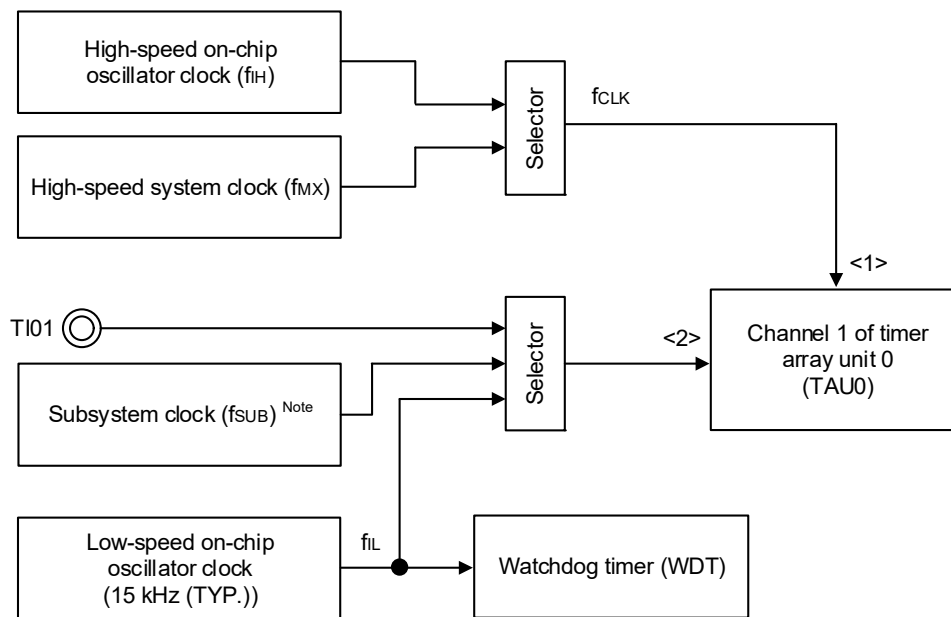 High-speed on-chip
oscillator clock (fIH)
High-speed system clock (fMX)
Selector
fCLK
<1>
TI01
Subsystem clock (fSUB) Note
Selector
<2>
Channel 1 of timer
array unit 0
(TAU0)
Low-speed on-chip
oscillator clock
(15 kHz (TYP.))
fIL
Watchdog timer (WDT)